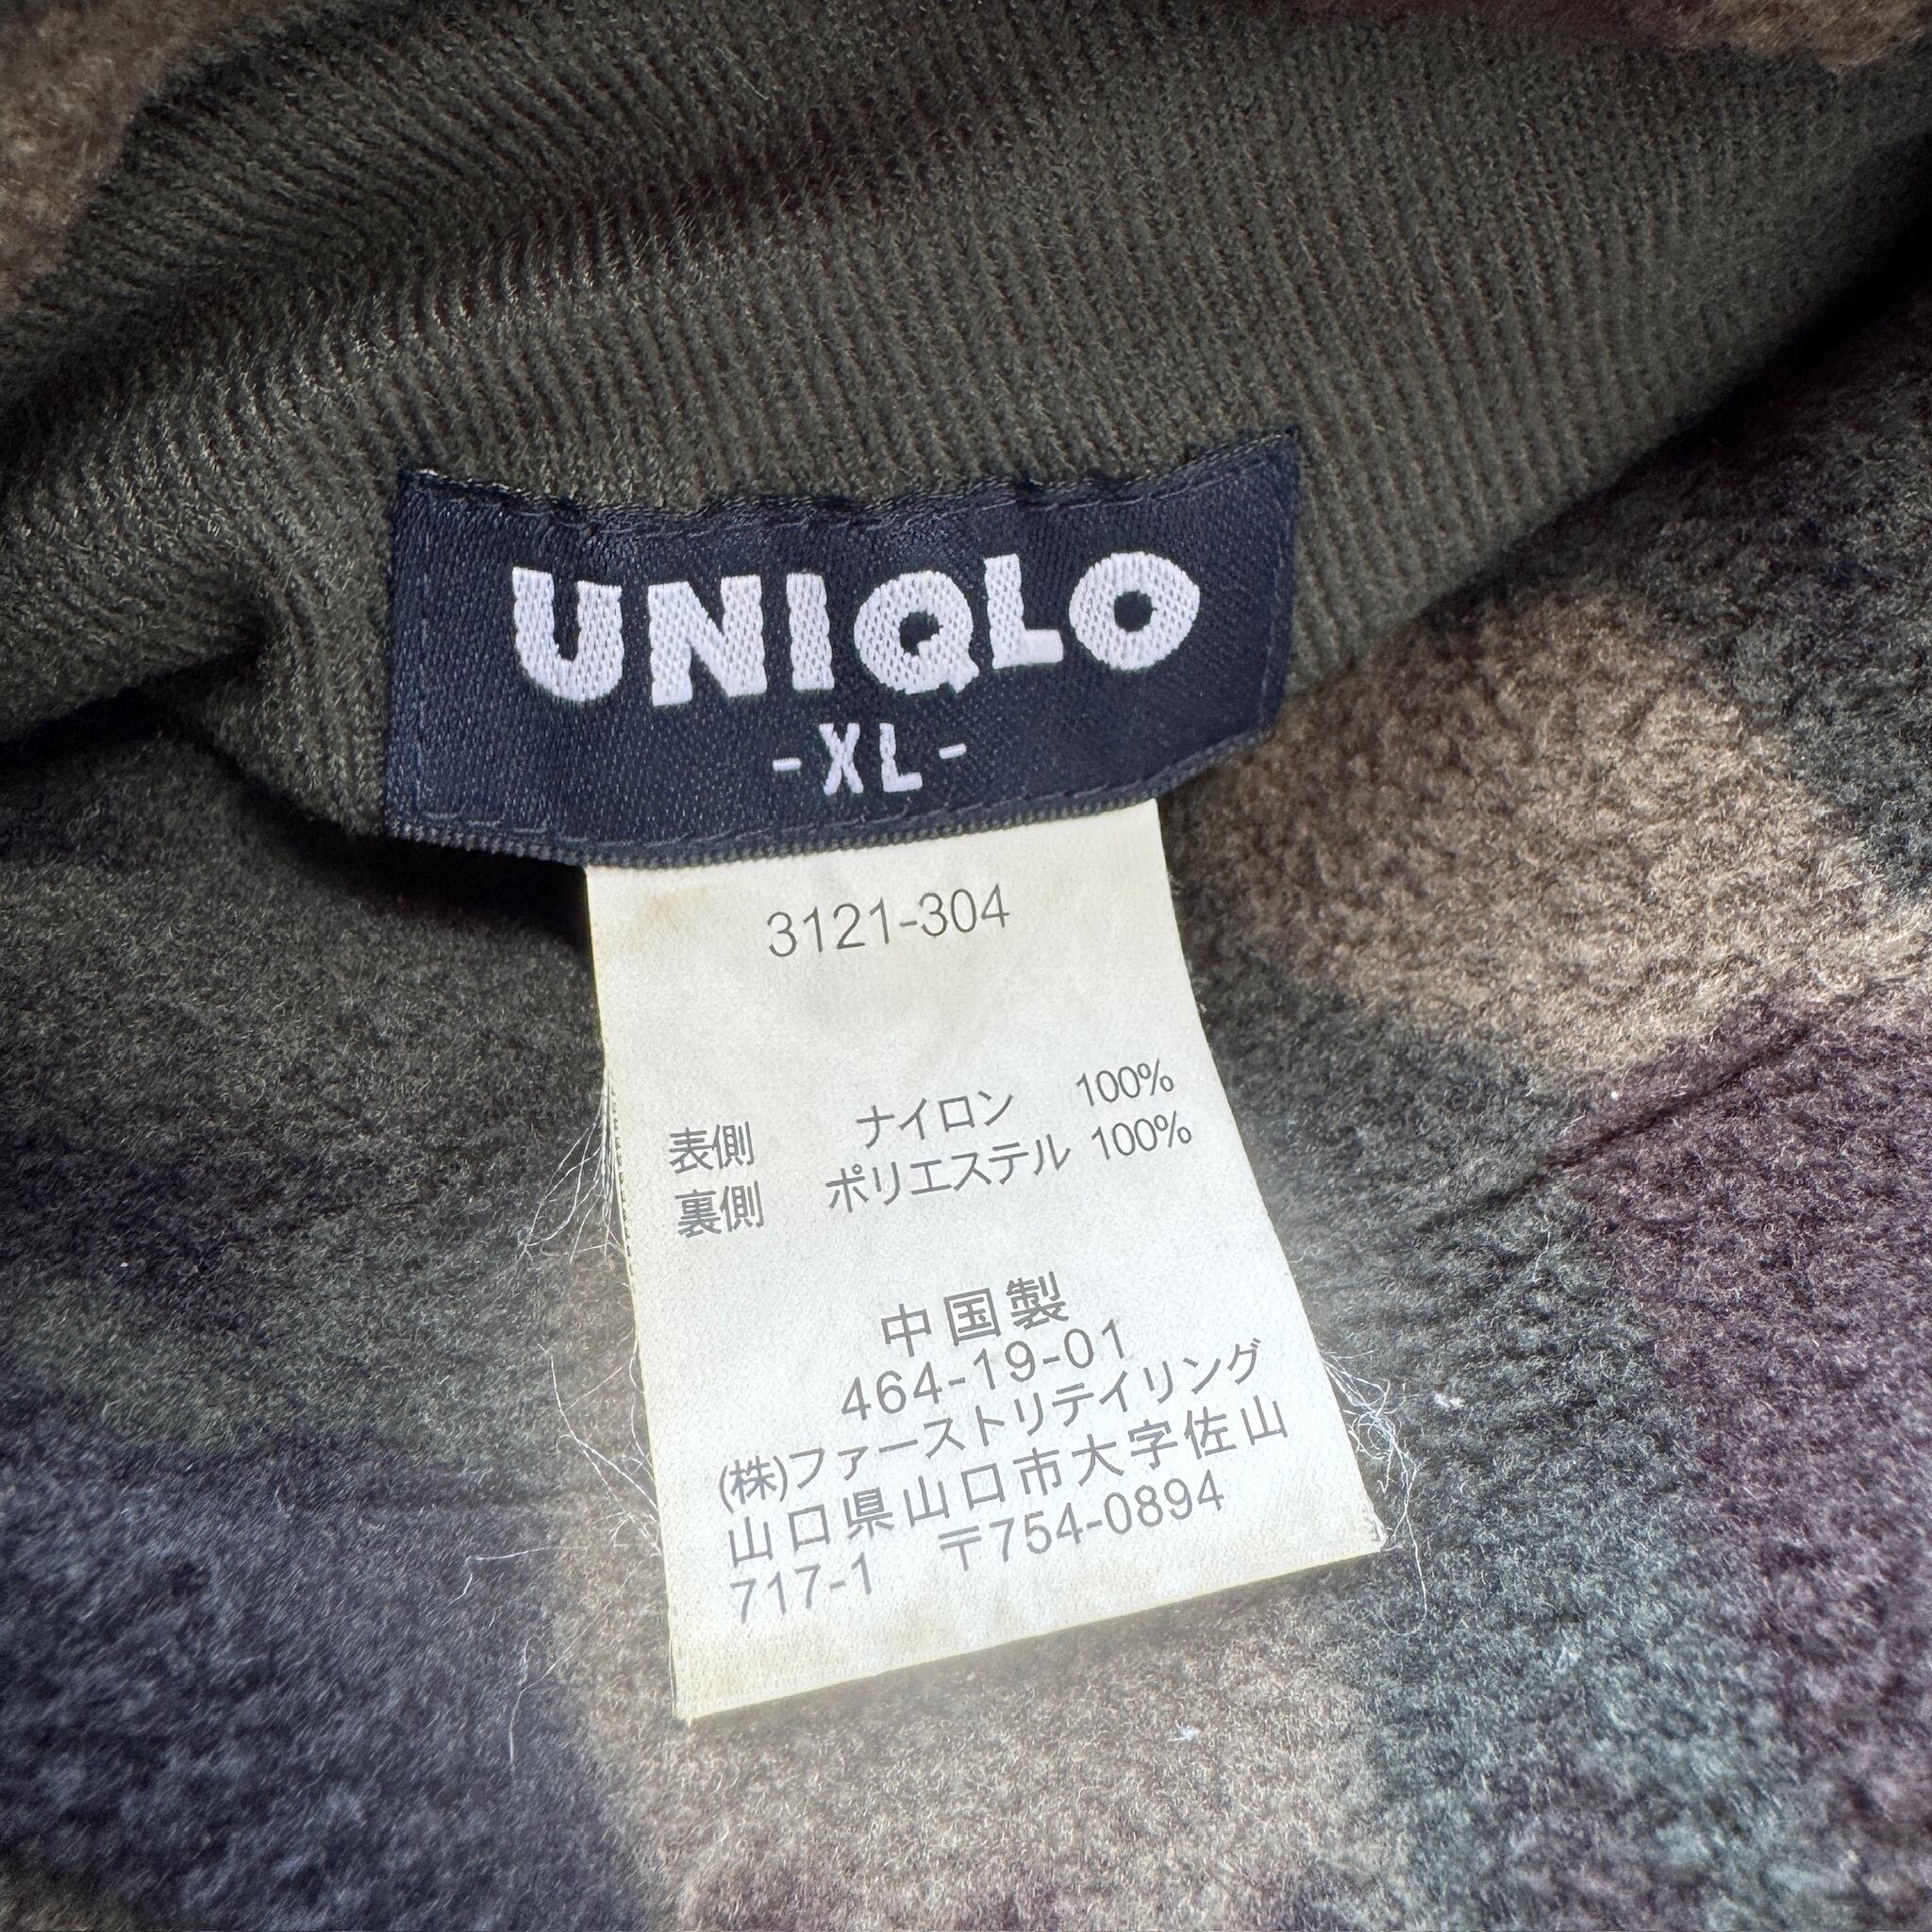 UNIQLO
-XL-
3121-304
表側 ナイロン 100%
裏側 ポリエステル 100%
中国製
464-19-01
(株)ファーストリテイリング
山口県山口市大字佐山
717-1 〒754-0894